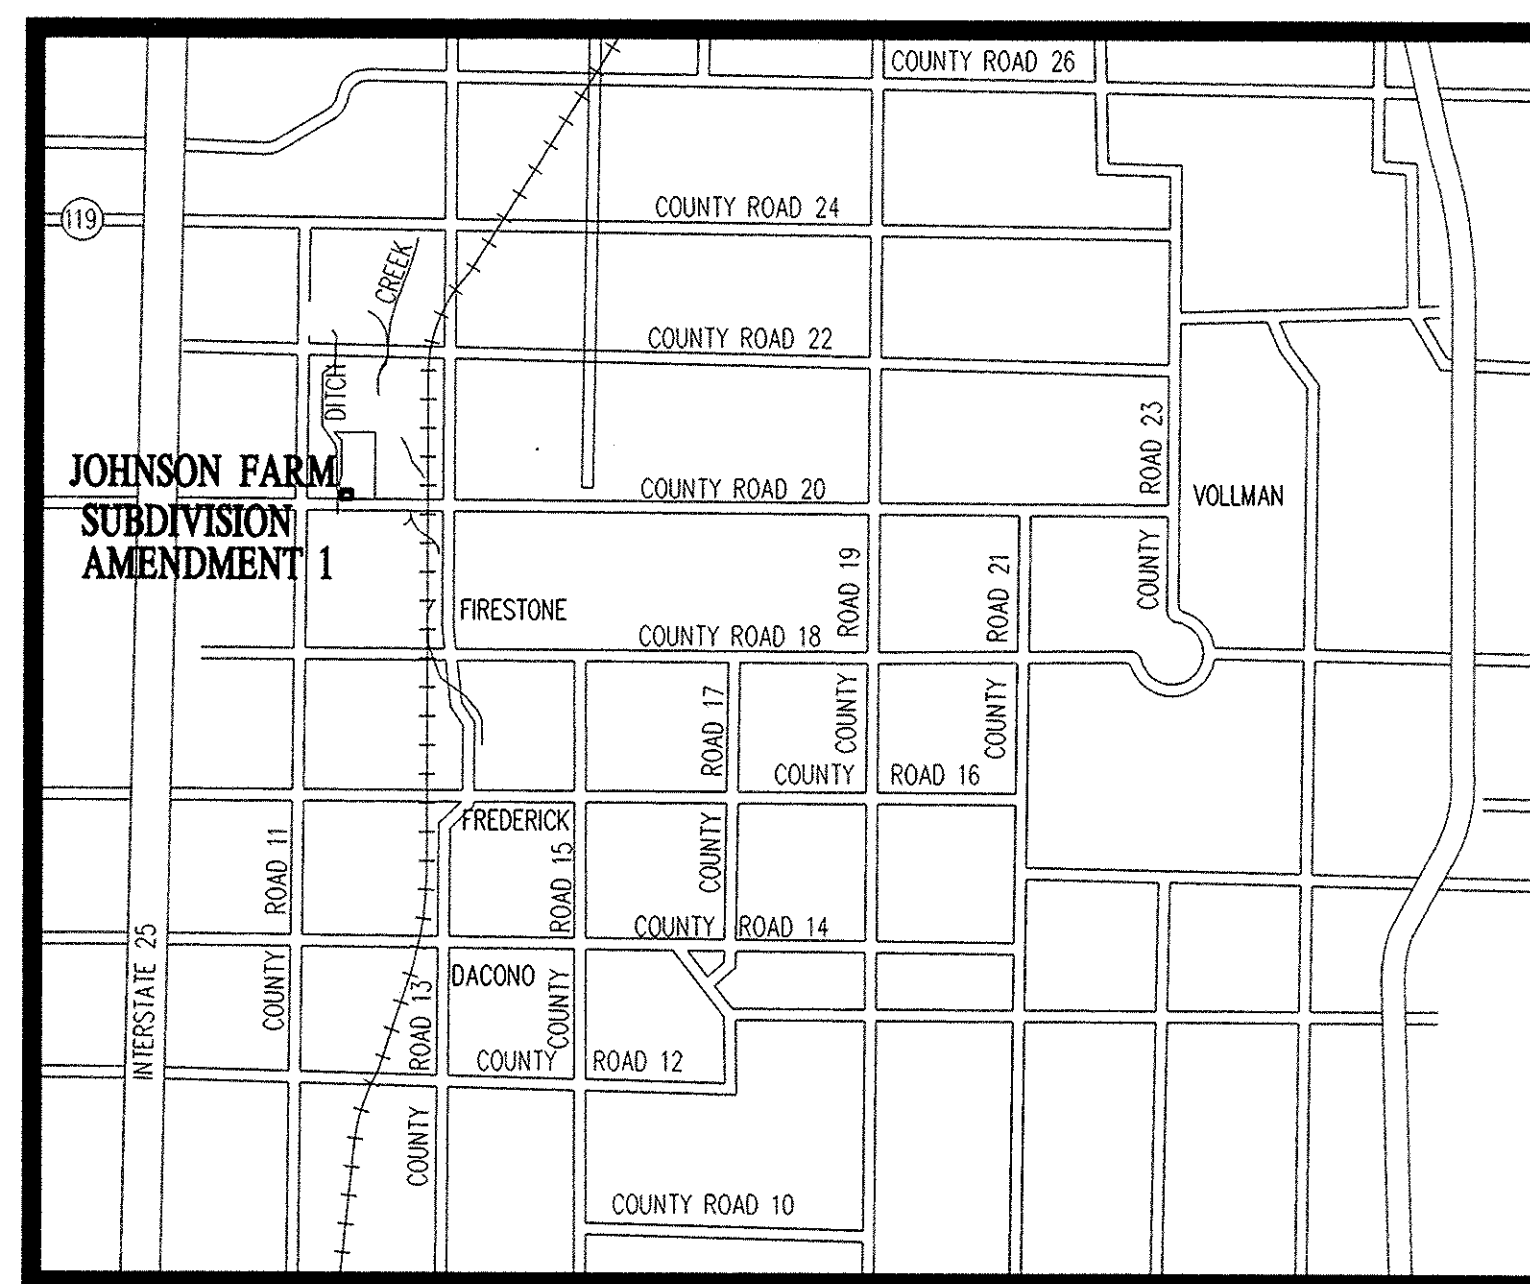 COUNTY ROAD 26
119
COUNTY ROAD 24
CREEK
COUNTY ROAD 22
DITCH
COUNTY ROAD 23
JOHNSON FARM
SUBDIVISION
AMENDMENT 1
COUNTY ROAD 20
VOLLMAN
FIRESTONE
COUNTY ROAD 18
COUNTY ROAD 19
COUNTY ROAD 21
COUNTY ROAD 17
COUNTY ROAD 16
FREDERICK
COUNTY ROAD 11
COUNTY ROAD 15
COUNTY ROAD 14
INTERSTATE 25
DACONO
COUNTY ROAD 13
COUNTY ROAD 12
COUNTY ROAD 10